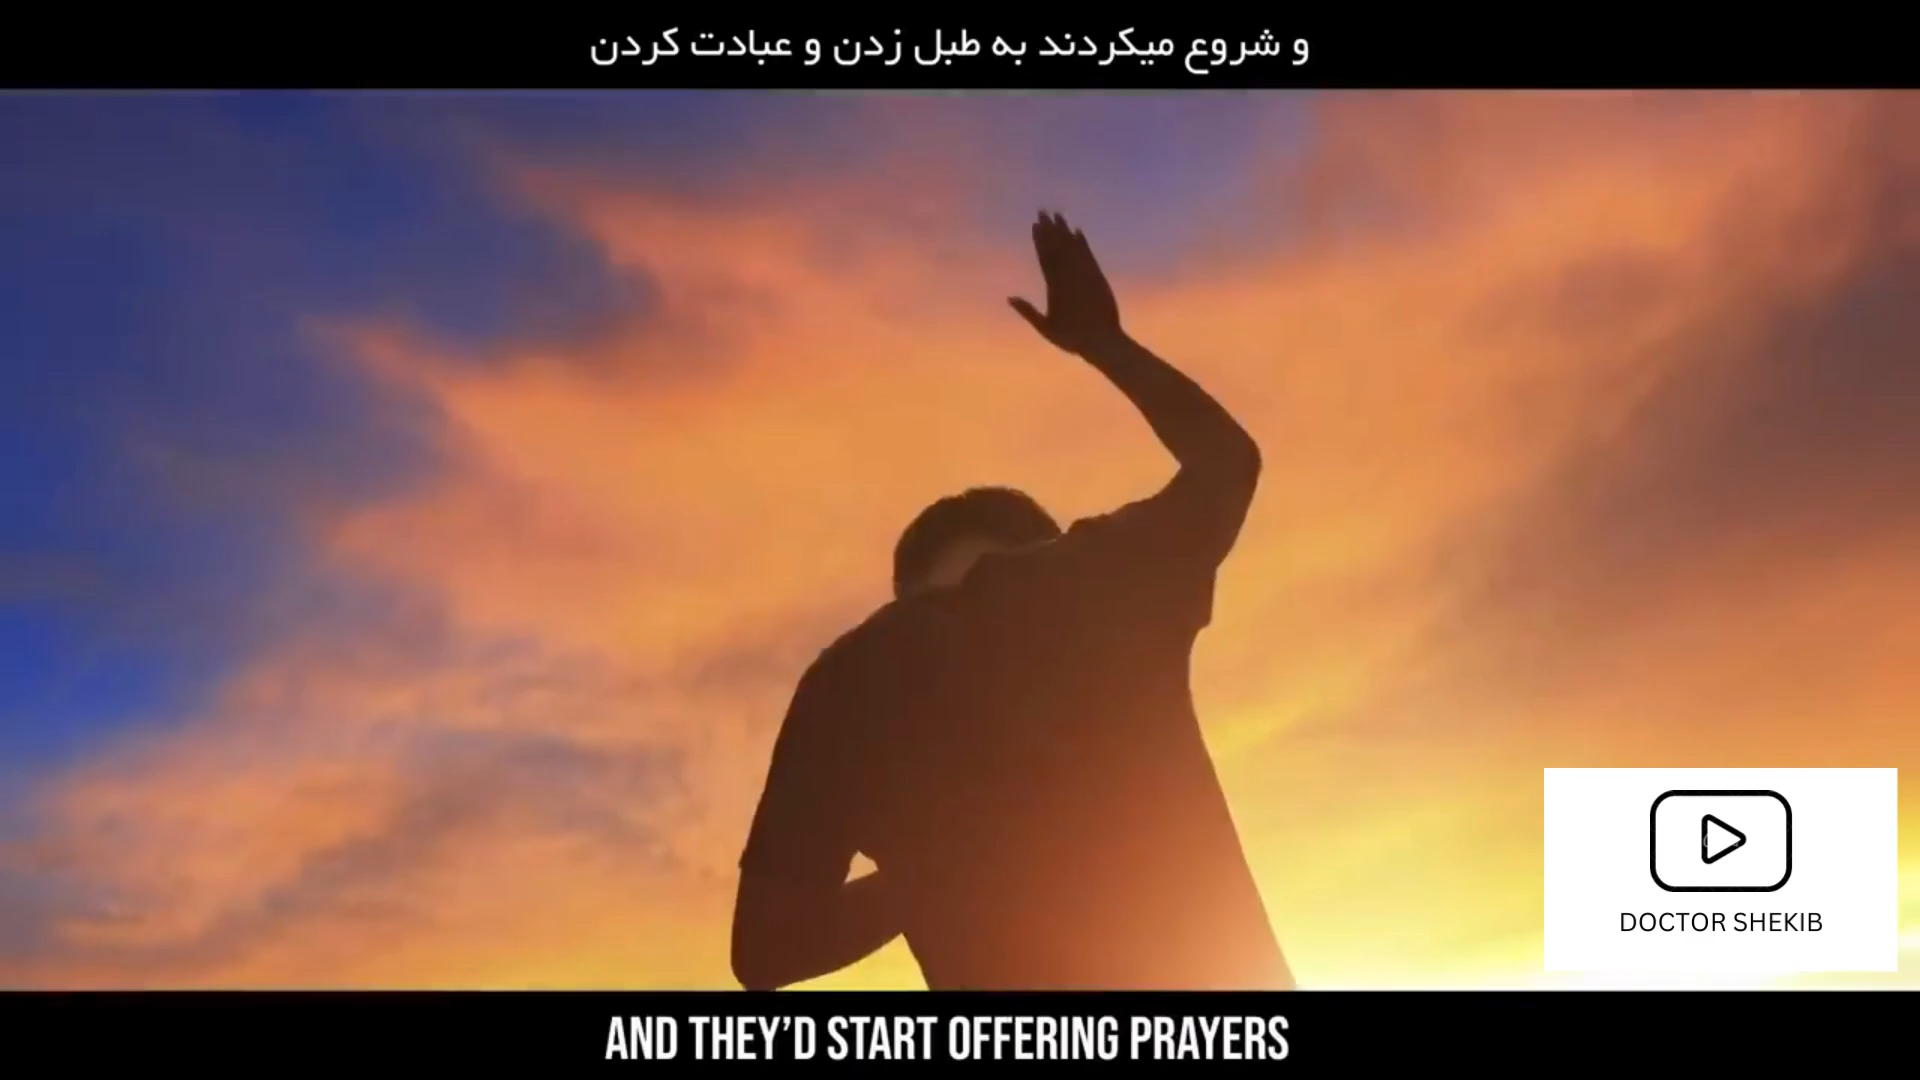 و شروع میکردند به طبل زدن و عبادت کردن
DOCTOR SHEKIB
AND THEY'D START OFFERING PRAYERS